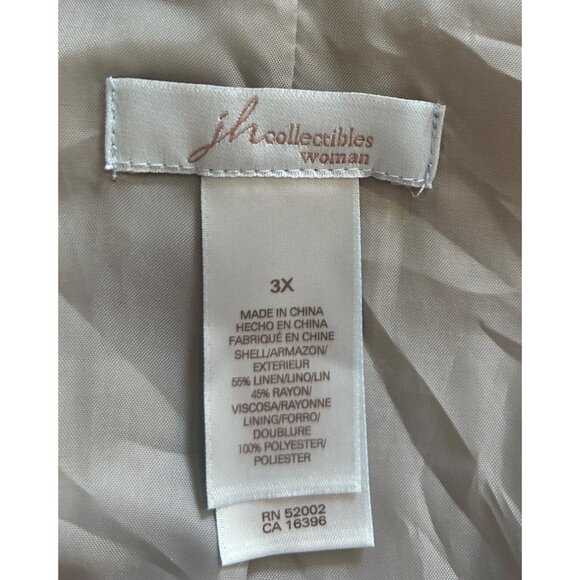 jh collectibles
woman
3X
MADE IN CHINA
HECHO EN CHINA
FABRIQUÉ EN CHINE
SHELL/ARMAZON/
EXTERIEUR
55% LINEN/LINO/LIN
45% RAYON/
VISCOSA/RAYONNE
LINING/FORRO/
DOUBLURE
100% POLYESTER/
POLIESTER
RN 52002
CA 16396